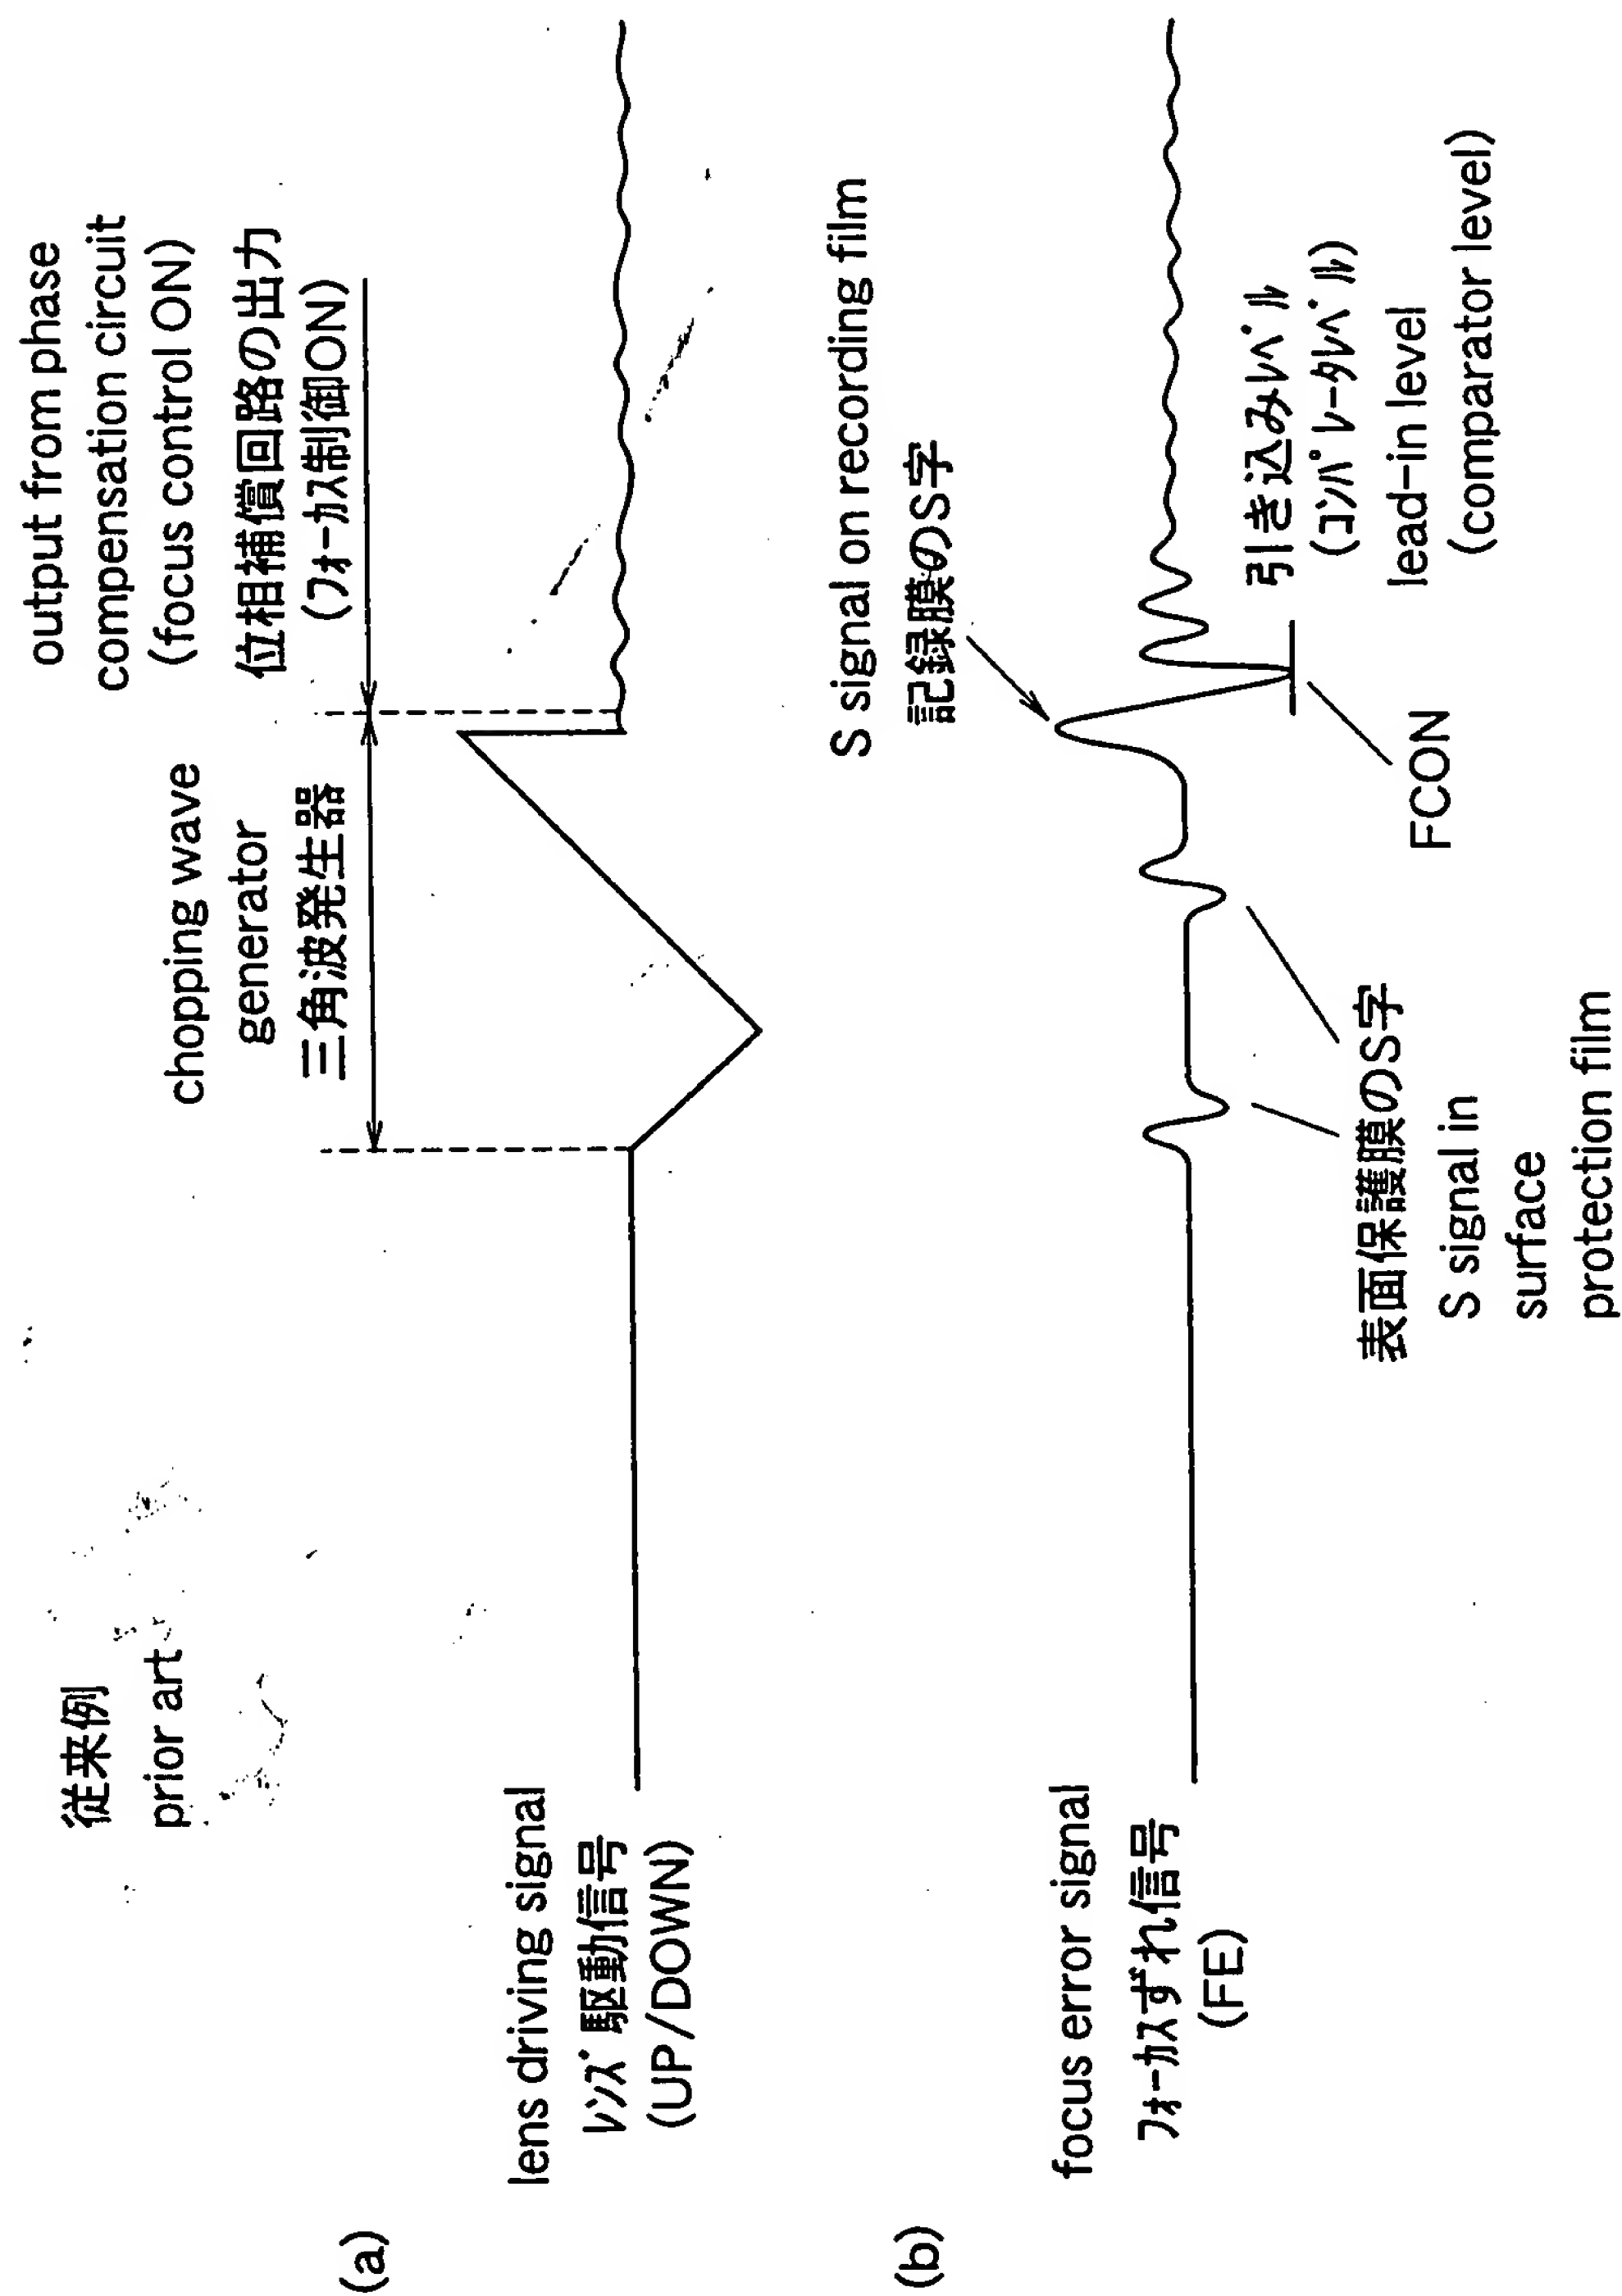 従来例
prior art
output from phase
compensation circuit
(focus control ON)
位相補償回路の出力
(フォーカス制御ON)
chopping wave
generator
三角波発生器
(a)
lens driving signal
レンズ駆動信号
(UP/DOWN)
S signal on recording film
記録膜のS字
(b)
focus error signal
フォーカスずれ信号
(FE)
引き込みレベル
(コンパレータレベル)
lead-in level
(comparator level)
FCON
表面保護膜のS字
S signal in
surface
protection film